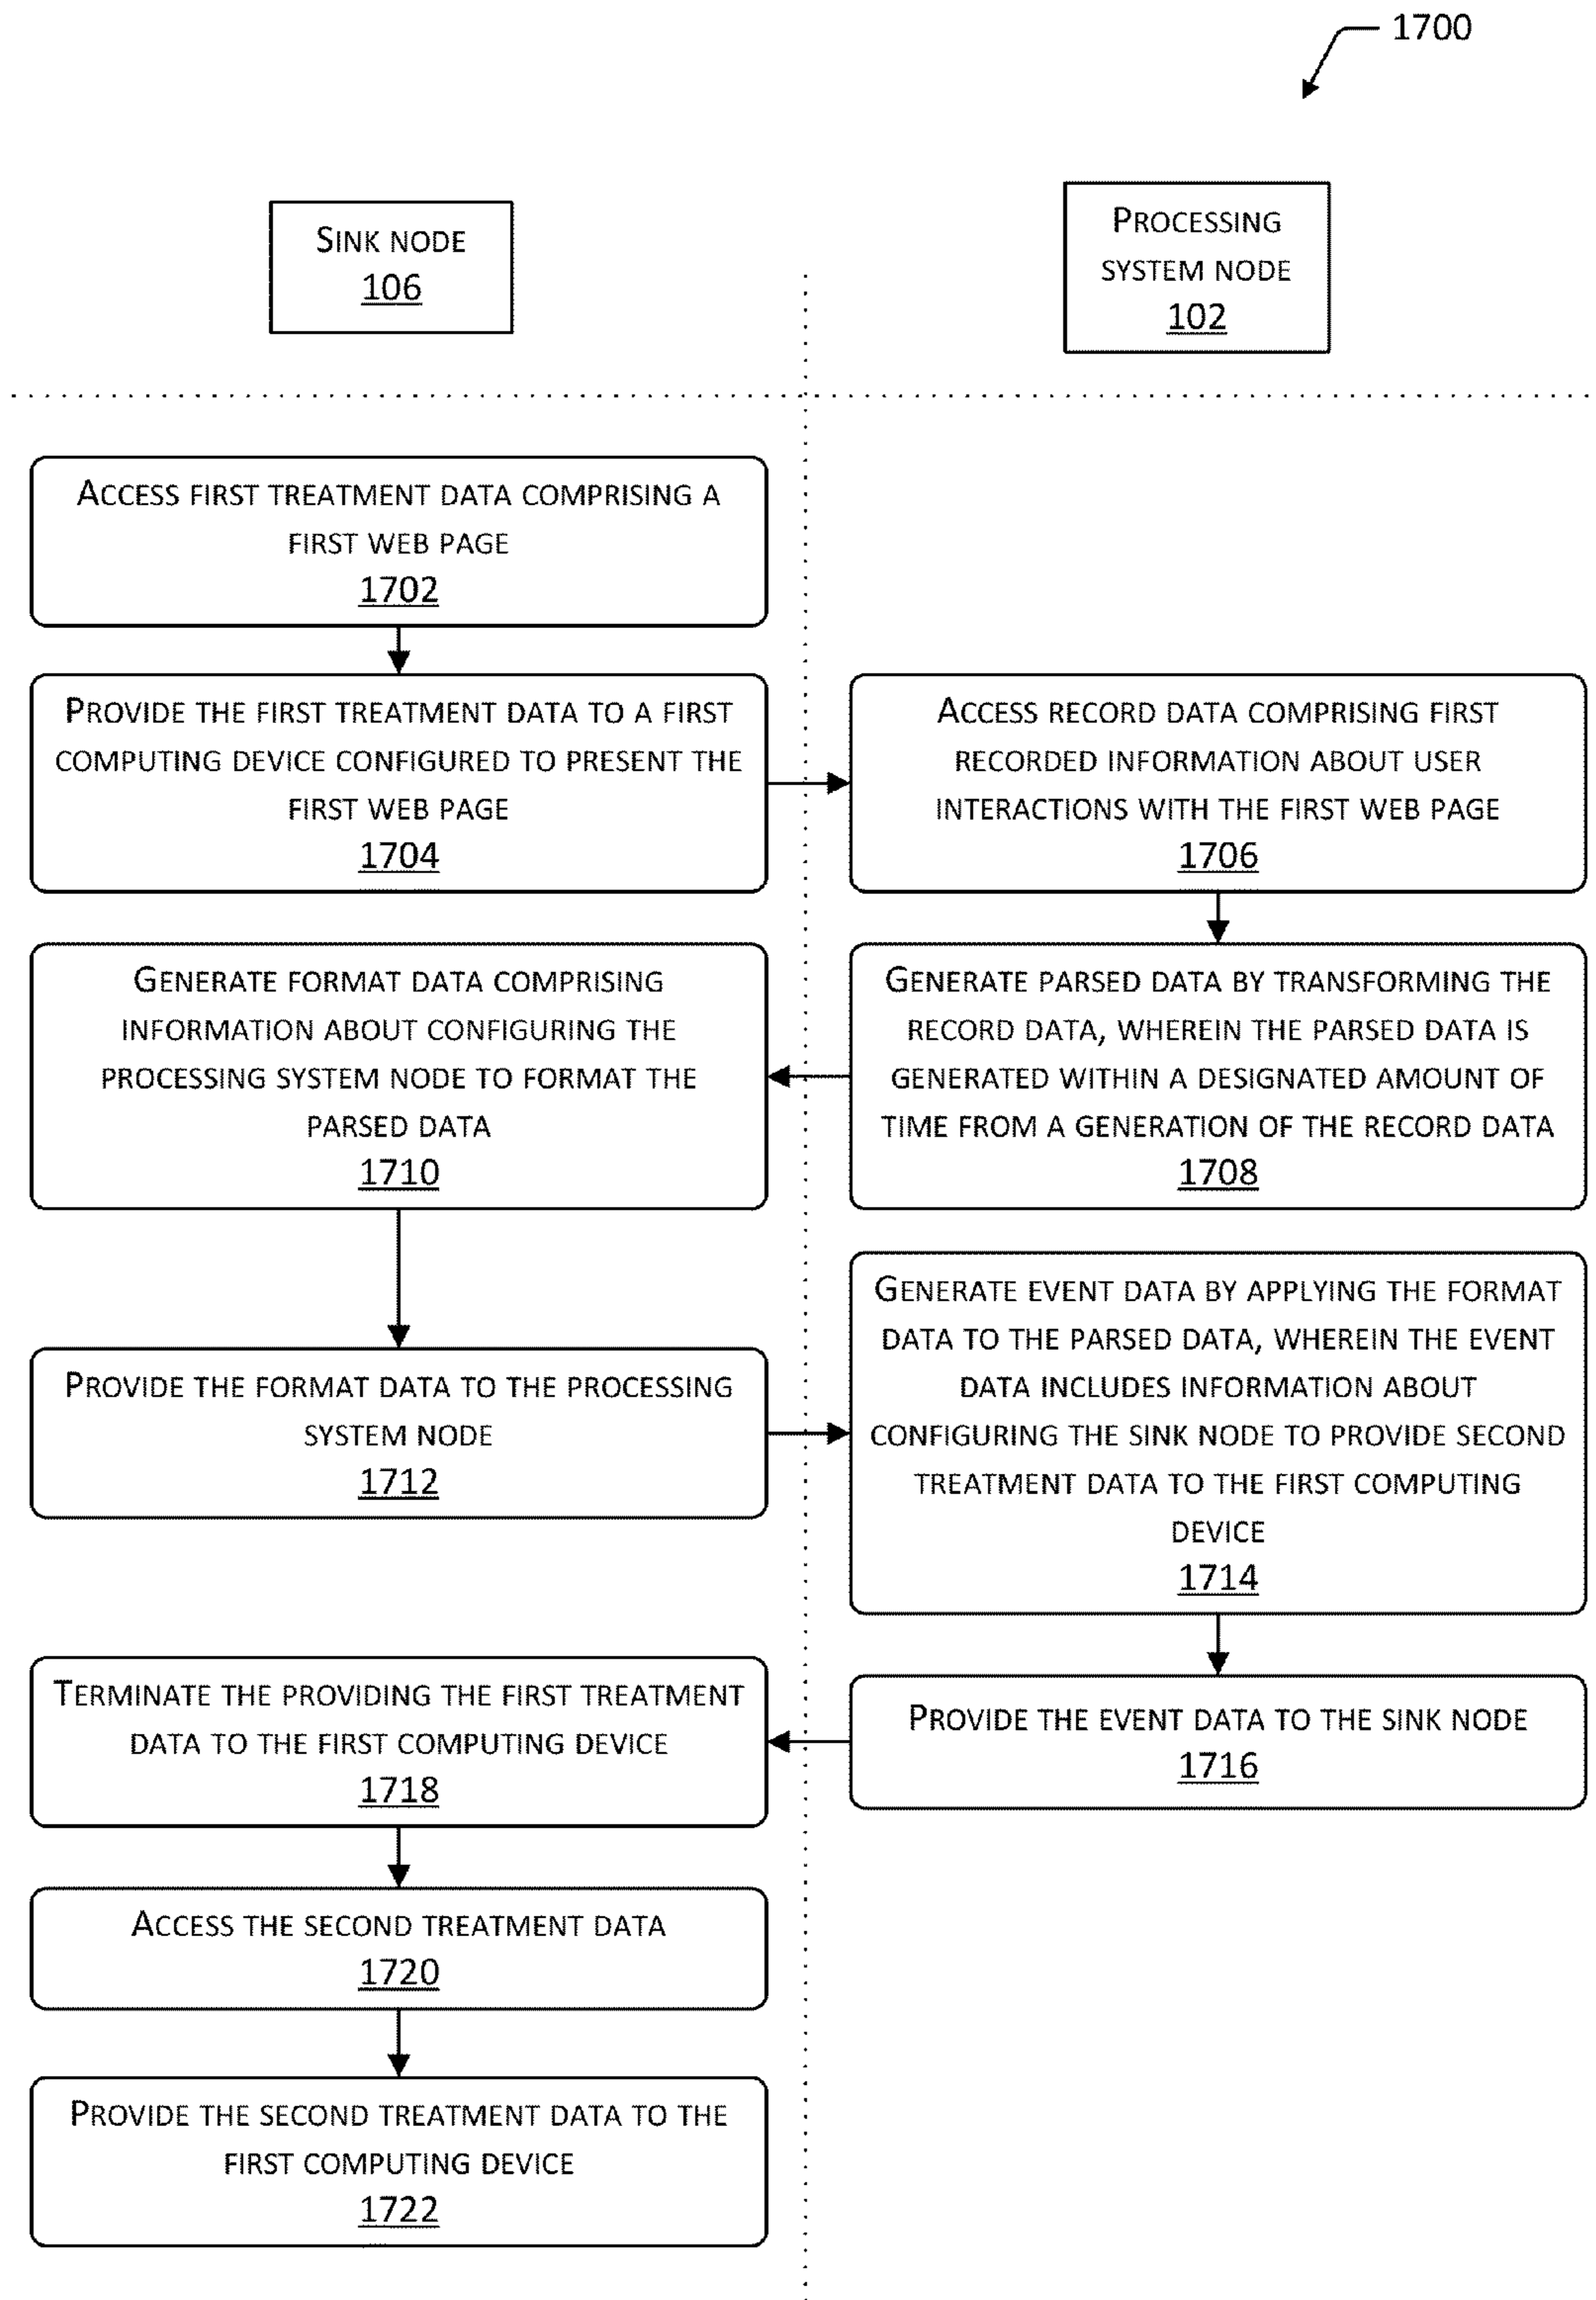 1700
SINK NODE
106
PROCESSING
SYSTEM NODE
102
ACCESS FIRST TREATMENT DATA COMPRISING A
FIRST WEB PAGE
1702
PROVIDE THE FIRST TREATMENT DATA TO A FIRST
COMPUTING DEVICE CONFIGURED TO PRESENT THE
FIRST WEB PAGE
1704
ACCESS RECORD DATA COMPRISING FIRST
RECORDED INFORMATION ABOUT USER
INTERACTIONS WITH THE FIRST WEB PAGE
1706
GENERATE PARSED DATA BY TRANSFORMING THE
RECORD DATA, WHEREIN THE PARSED DATA IS
GENERATED WITHIN A DESIGNATED AMOUNT OF
TIME FROM A GENERATION OF THE RECORD DATA
1708
GENERATE FORMAT DATA COMPRISING
INFORMATION ABOUT CONFIGURING THE
PROCESSING SYSTEM NODE TO FORMAT THE
PARSED DATA
1710
PROVIDE THE FORMAT DATA TO THE PROCESSING
SYSTEM NODE
1712
GENERATE EVENT DATA BY APPLYING THE FORMAT
DATA TO THE PARSED DATA, WHEREIN THE EVENT
DATA INCLUDES INFORMATION ABOUT
CONFIGURING THE SINK NODE TO PROVIDE SECOND
TREATMENT DATA TO THE FIRST COMPUTING
DEVICE
1714
PROVIDE THE EVENT DATA TO THE SINK NODE
1716
TERMINATE THE PROVIDING THE FIRST TREATMENT
DATA TO THE FIRST COMPUTING DEVICE
1718
ACCESS THE SECOND TREATMENT DATA
1720
PROVIDE THE SECOND TREATMENT DATA TO THE
FIRST COMPUTING DEVICE
1722